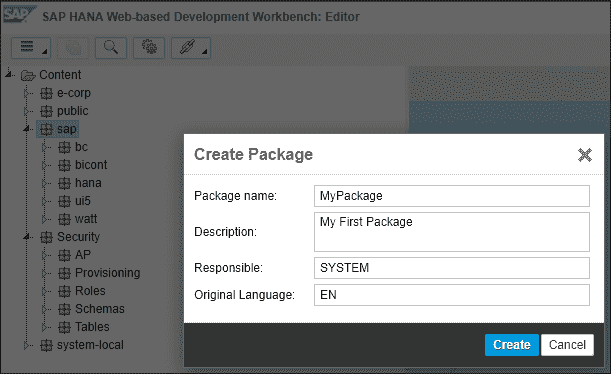 SAP SAP HANA Web-based Development Workbench: Editor
Content
e-corp
public
sap
bc
bicont
hana
ui5
watt
Security
AP
Provisioning
Roles
Schemas
Tables
system-local
Create Package
Package name: MyPackage
Description: My First Package
Responsible: SYSTEM
Original Language: EN
Create Cancel